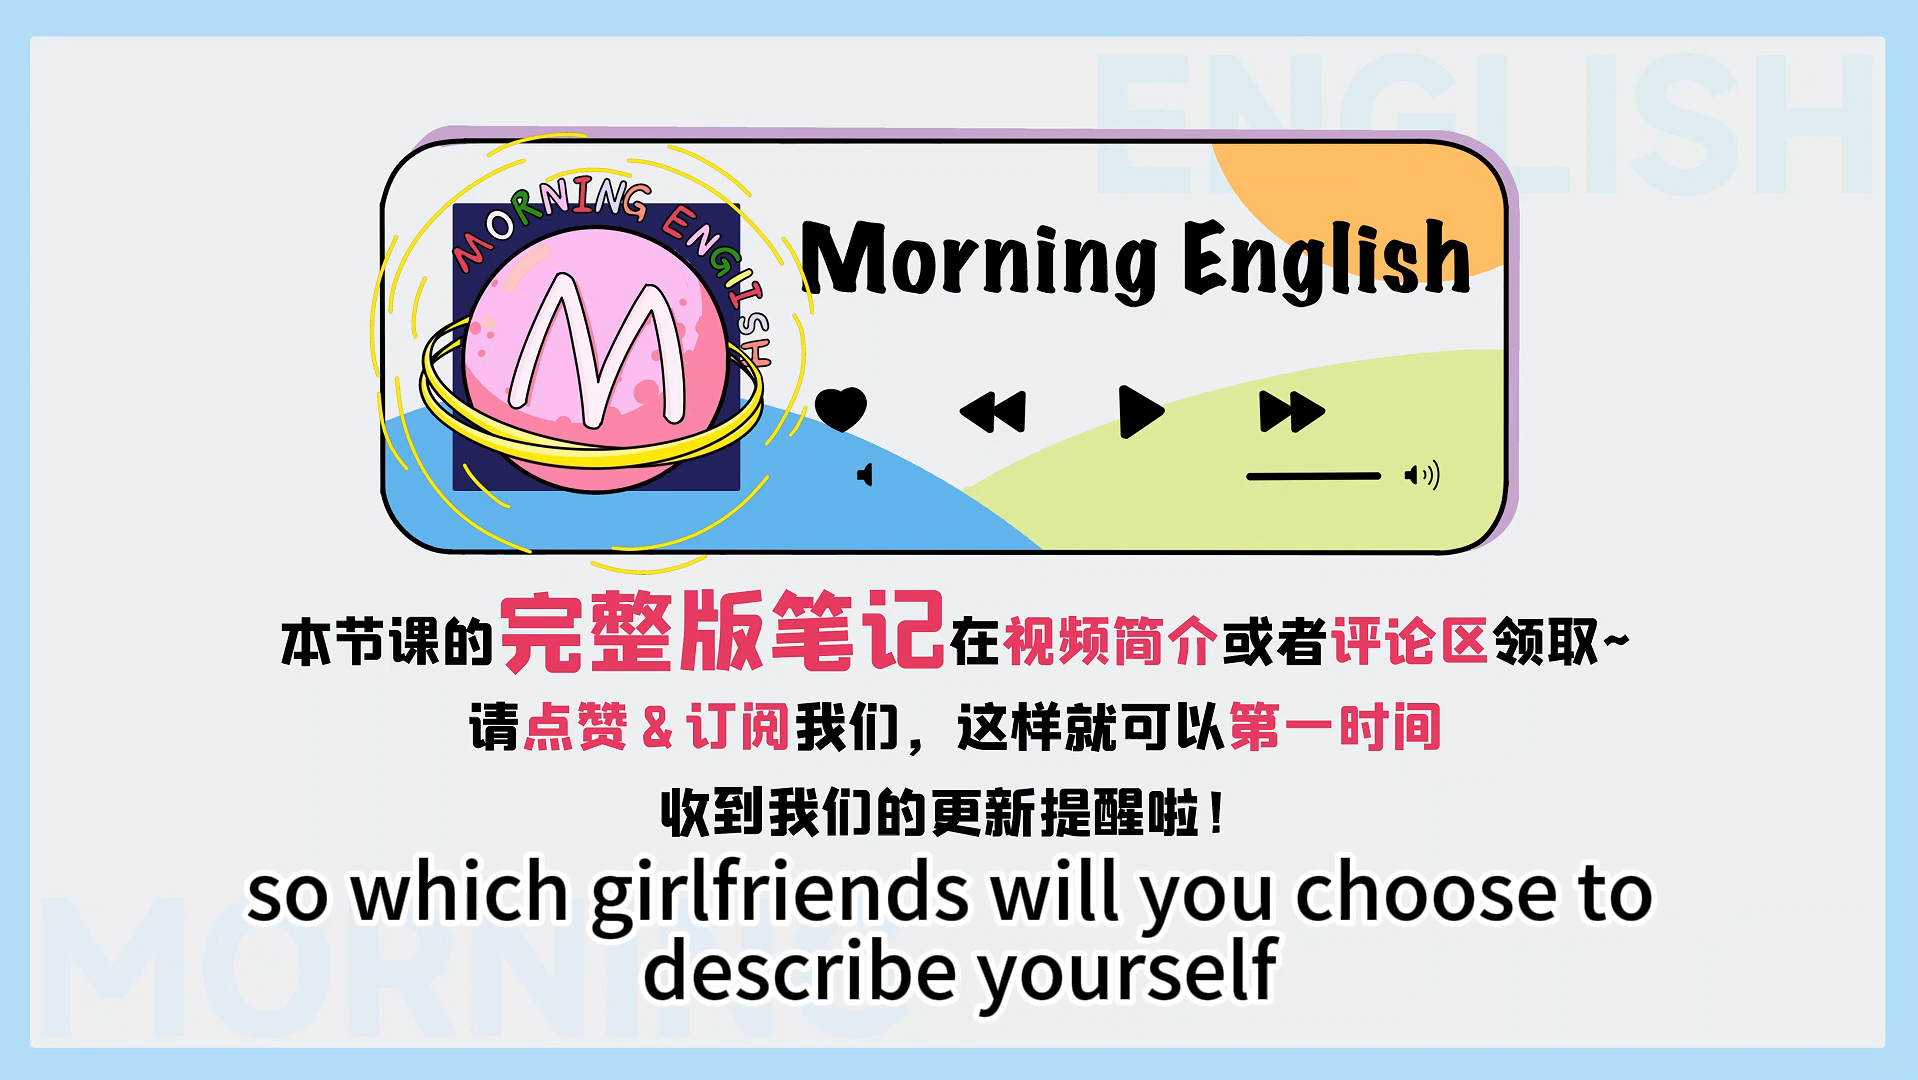 ENGLISH
MORNING ENGLISH
M
Morning English
本节课的完整版笔记在视频简介或者评论区领取~
请点赞&订阅我们，这样就可以第一时间
收到我们的更新提醒啦！
so which girlfriends will you choose to
describe yourself
MORNING